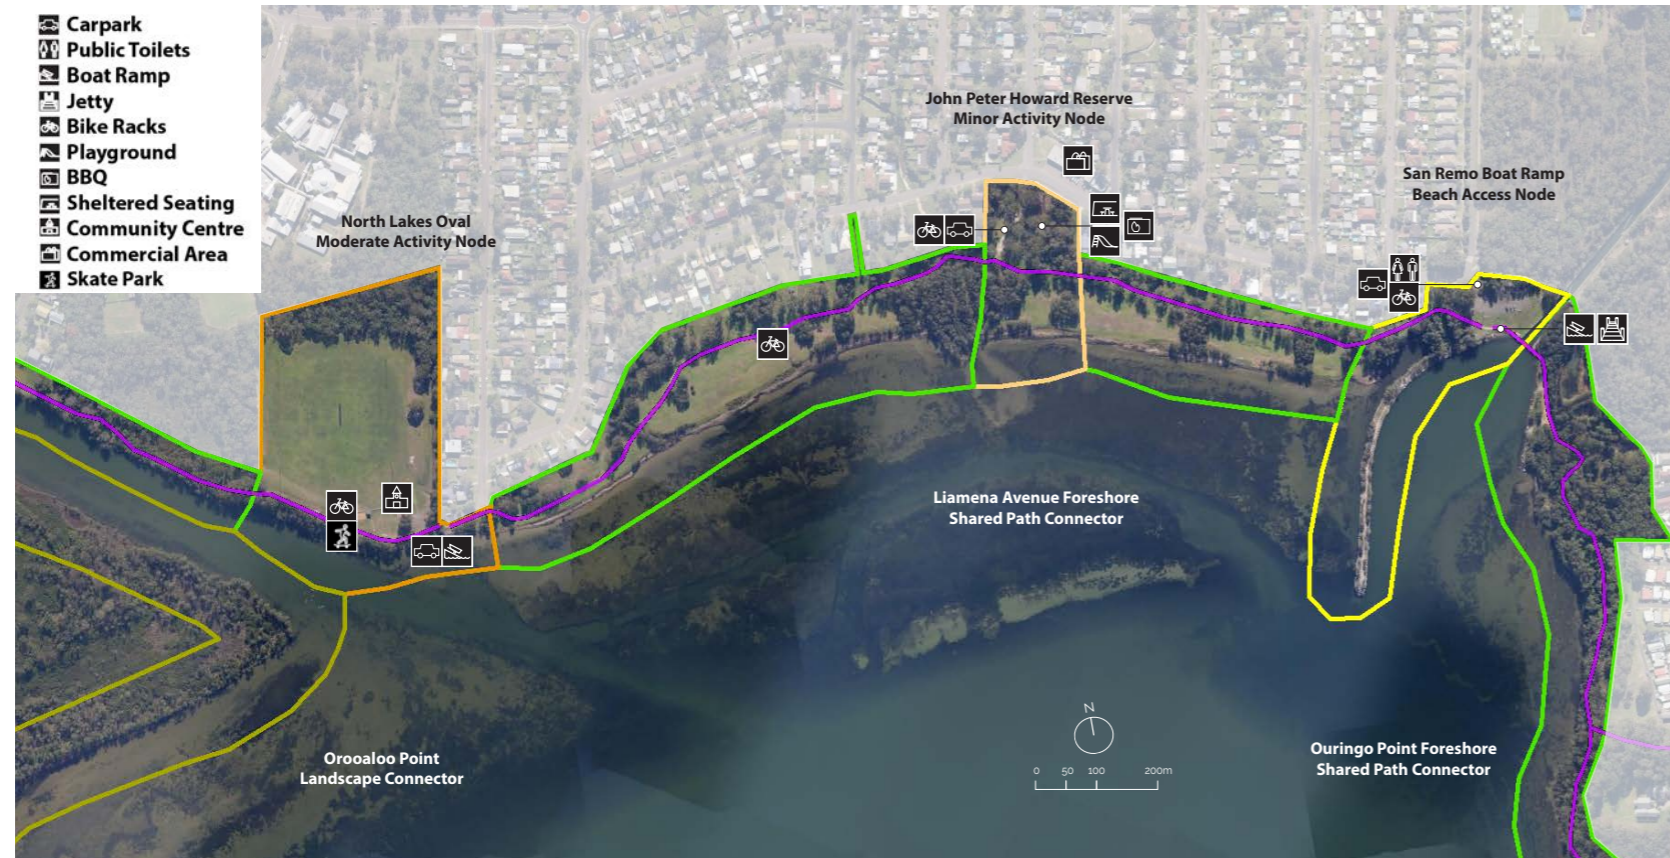 Carpark
Public Toilets
Boat Ramp
Jetty
Bike Racks
Playground
BBQ
Sheltered Seating
Community Centre
Commercial Area
Skate Park
John Peter Howard Reserve
Minor Activity Node
San Remo Boat Ramp
Beach Access Node
North Lakes Oval
Moderate Activity Node
Liamena Avenue Foreshore
Shared Path Connector
Orooaloo Point
Landscape Connector
N
0 50 100 200m
Ouringo Point Foreshore
Shared Path Connector